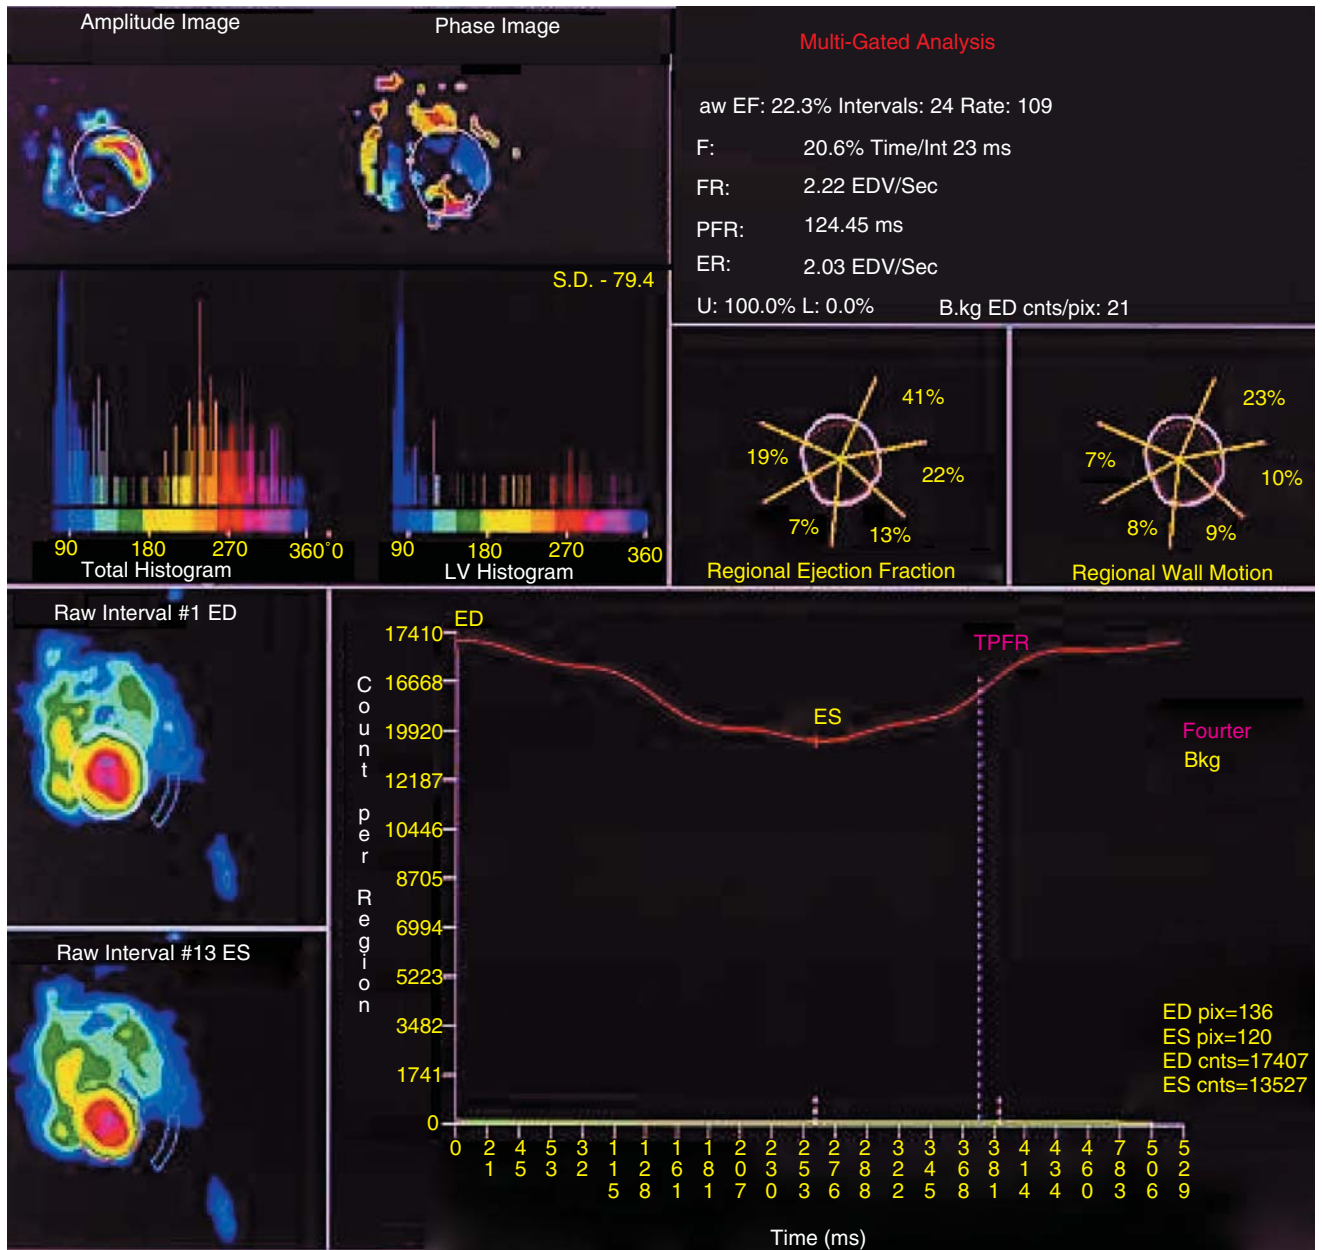 Amplitude Image
Phase Image
Multi-Gated Analysis
aw EF: 22.3% Intervals: 24 Rate: 109
F: 20.6% Time/Int 23 ms
FR: 2.22 EDV/Sec
PFR: 124.45 ms
ER: 2.03 EDV/Sec
U: 100.0% L: 0.0% B.kg ED cnts/pix: 21
S.D. - 79.4
90 180 270 360°0
Total Histogram
90 180 270 360
LV Histogram
41%
19%
22%
7%
13%
Regional Ejection Fraction
23%
7%
10%
8%
9%
Regional Wall Motion
Raw Interval #1 ED
Raw Interval #13 ES
Count per Region
17410
16668
19920
12187
10446
8705
6994
5223
3482
1741
0
ED
ES
TPFR
Fourter
Bkg
ED pix=136
ES pix=120
ED cnts=17407
ES cnts=13527
0 21 45 53 32 115 128 161 181 207 230 253 276 288 322 345 368 381 414 434 460 783 506 529
Time (ms)